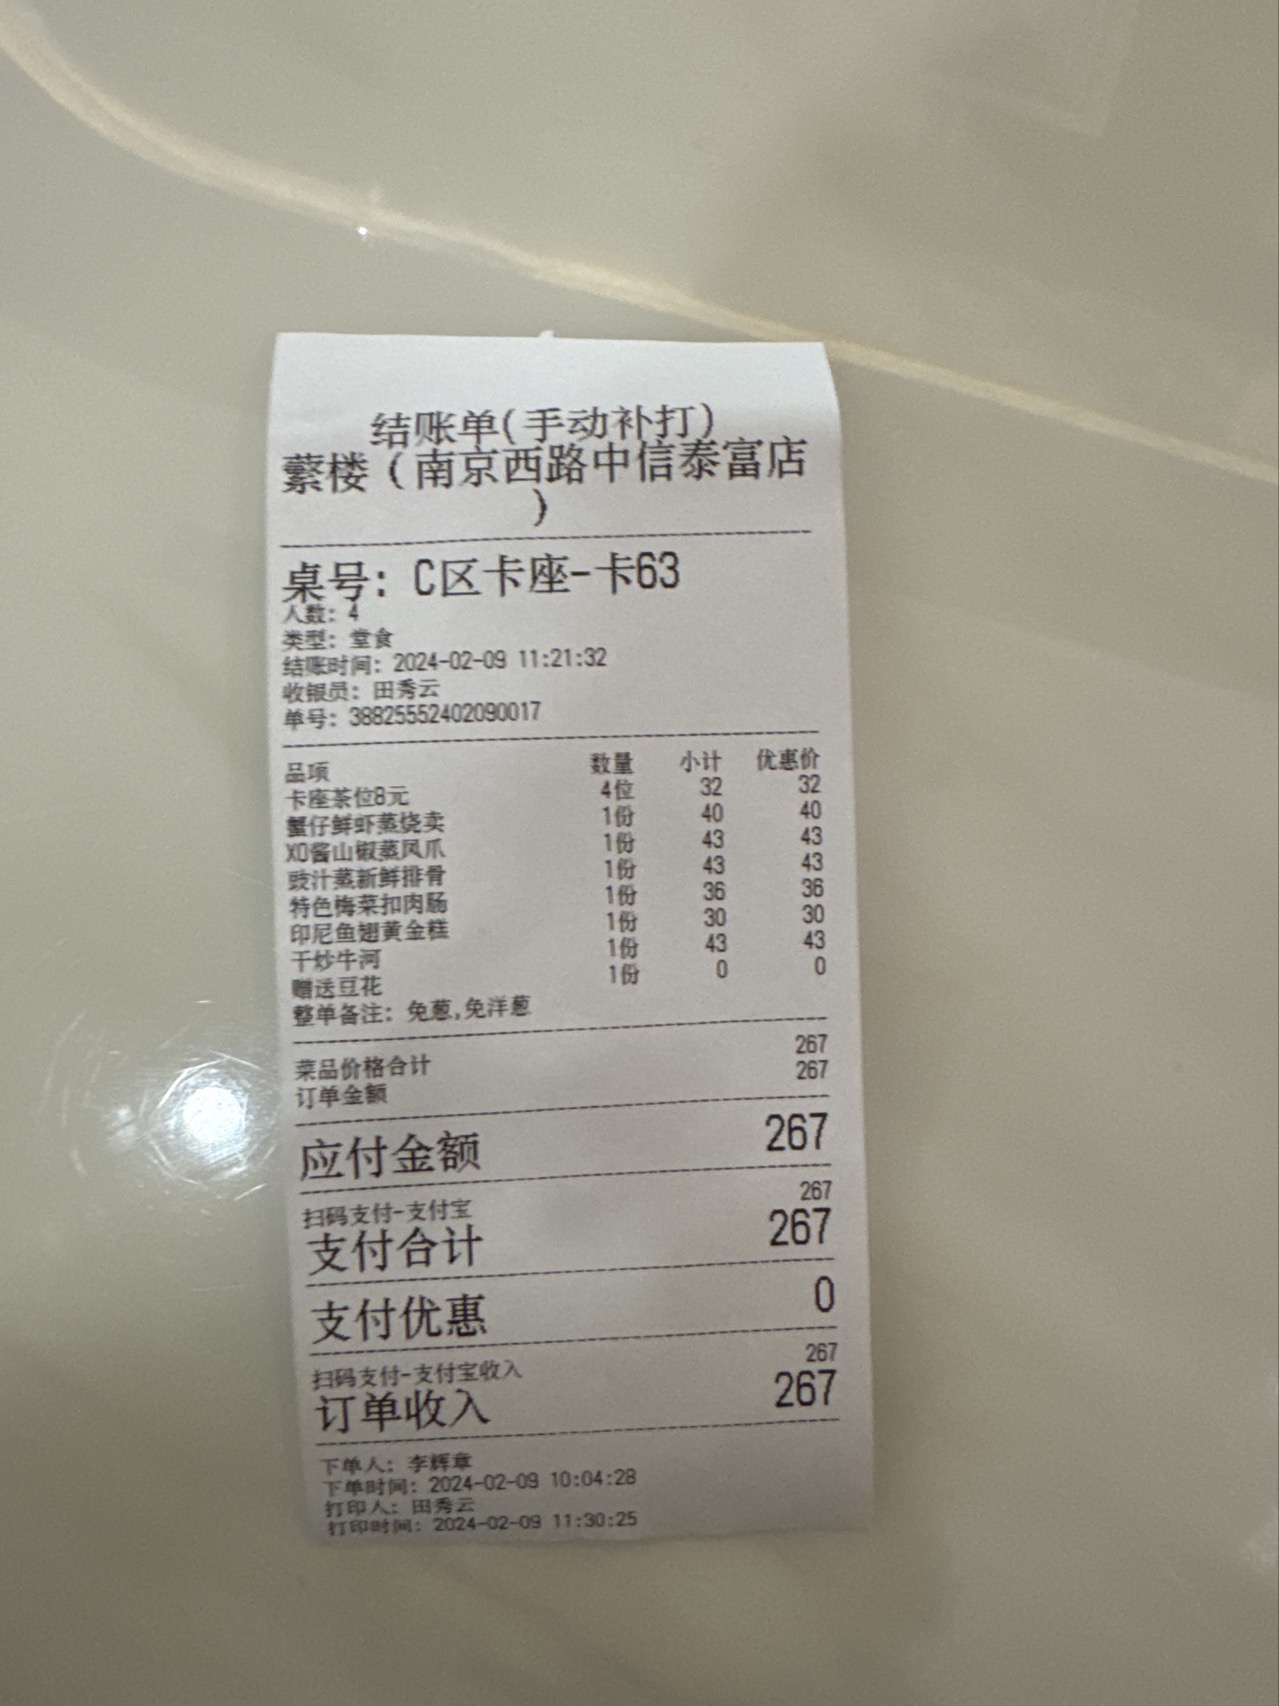 结账单(手动补打)
蘩楼(南京西路中信泰富店
)
桌号: C区卡座-卡63
人数: 4
类型: 堂食
结账时间: 2024-02-09 11:21:32
收银员: 田秀云
单号: 38825552402090017
品项 数量 小计 优惠价
卡座茶位8元 4位 32 32
蟹仔鲜虾蒸烧卖 1份 40 40
XO酱山椒蒸凤爪 1份 43 43
豉汁蒸新鲜排骨 1份 43 43
特色梅菜扣肉肠 1份 36 36
印尼鱼翅黄金糕 1份 30 30
干炒牛河 1份 43 43
赠送豆花 1份 0 0
整单备注: 免葱,免洋葱
菜品价格合计 267
订单金额 267
应付金额 267
扫码支付-支付宝 267
支付合计 267
支付优惠 0
扫码支付-支付宝收入 267
订单收入 267
下单人: 李辉章
下单时间: 2024-02-09 10:04:28
打印人: 田秀云
打印时间: 2024-02-09 11:30:25